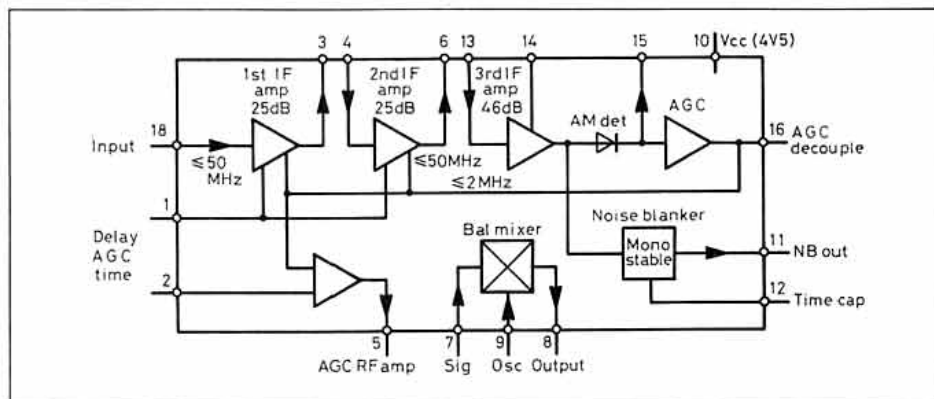 3 4 6 13 14 15 10 Vcc (4V5)
1st IF
amp
25dB
2nd IF
amp
25dB
3rd IF
amp
46dB
AM det
AGC
18
Input
≤50
MHz
≤50MHz
≤2MHz
16 AGC
decouple
1
Delay
AGC
time
2
Bal mixer
Noise blanker
Mono
stable
11
NB out
12
Time cap
5 7 9 8
AGC RF amp Sig Osc Output